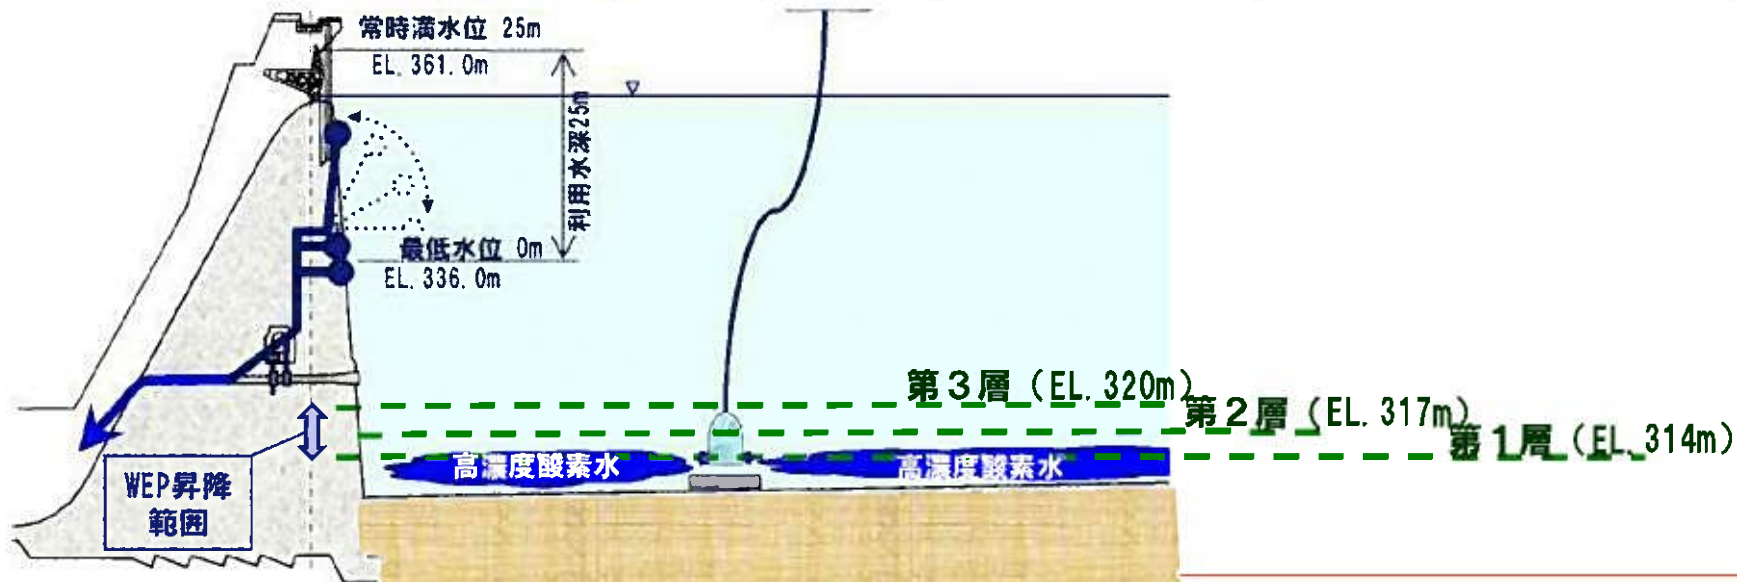 常時満水位 25m
EL. 361. 0m
利用水深25m
最低水位 0m
EL. 336. 0m
第3層 (EL. 320m)
第2層 (EL. 317m)
第1層 (EL. 314m)
高濃度酸素水
高濃度酸素水
WEP昇降
範囲